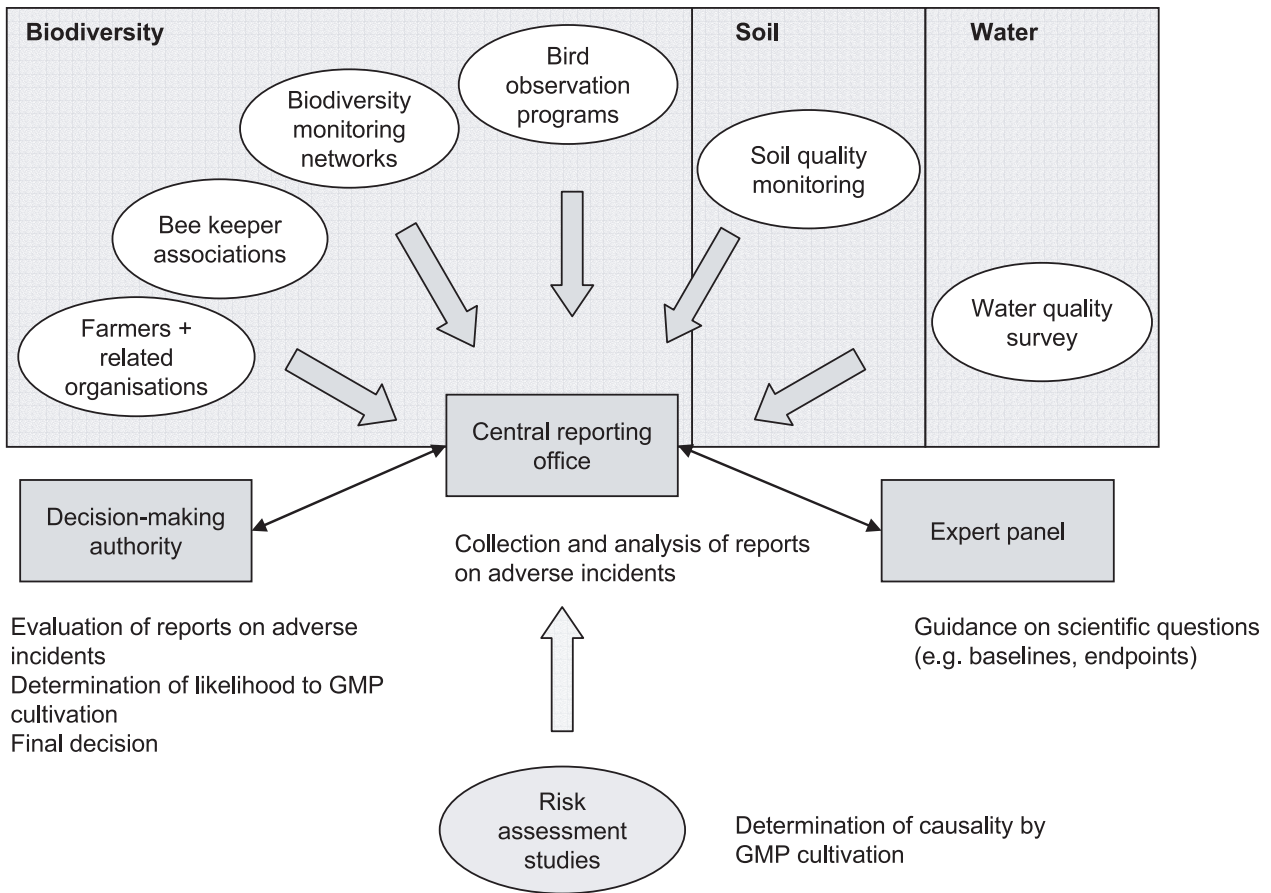 Biodiversity
Soil
Water
Bird
observation
programs
Biodiversity
monitoring
networks
Soil quality
monitoring
Bee keeper
associations
Water quality
survey
Farmers +
related
organisations
Central reporting
office
Decision-making
authority
Expert panel
Collection and analysis of reports
on adverse incidents
Evaluation of reports on adverse
incidents
Determination of likelihood to GMP
cultivation
Final decision
Guidance on scientific questions
(e.g. baselines, endpoints)
Risk
assessment
studies
Determination of causality by
GMP cultivation